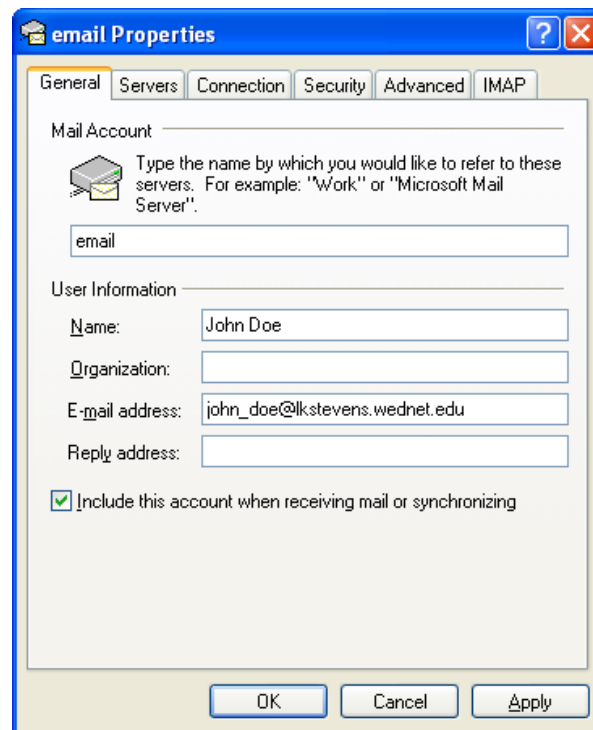 email Properties
General Servers Connection Security Advanced IMAP
Mail Account
Type the name by which you would like to refer to these
servers. For example: "Work" or "Microsoft Mail
Server".
email
User Information
Name: John Doe
Organization:
E-mail address: john_doe@lkstevens.wednet.edu
Reply address:
Include this account when receiving mail or synchronizing
OK Cancel Apply